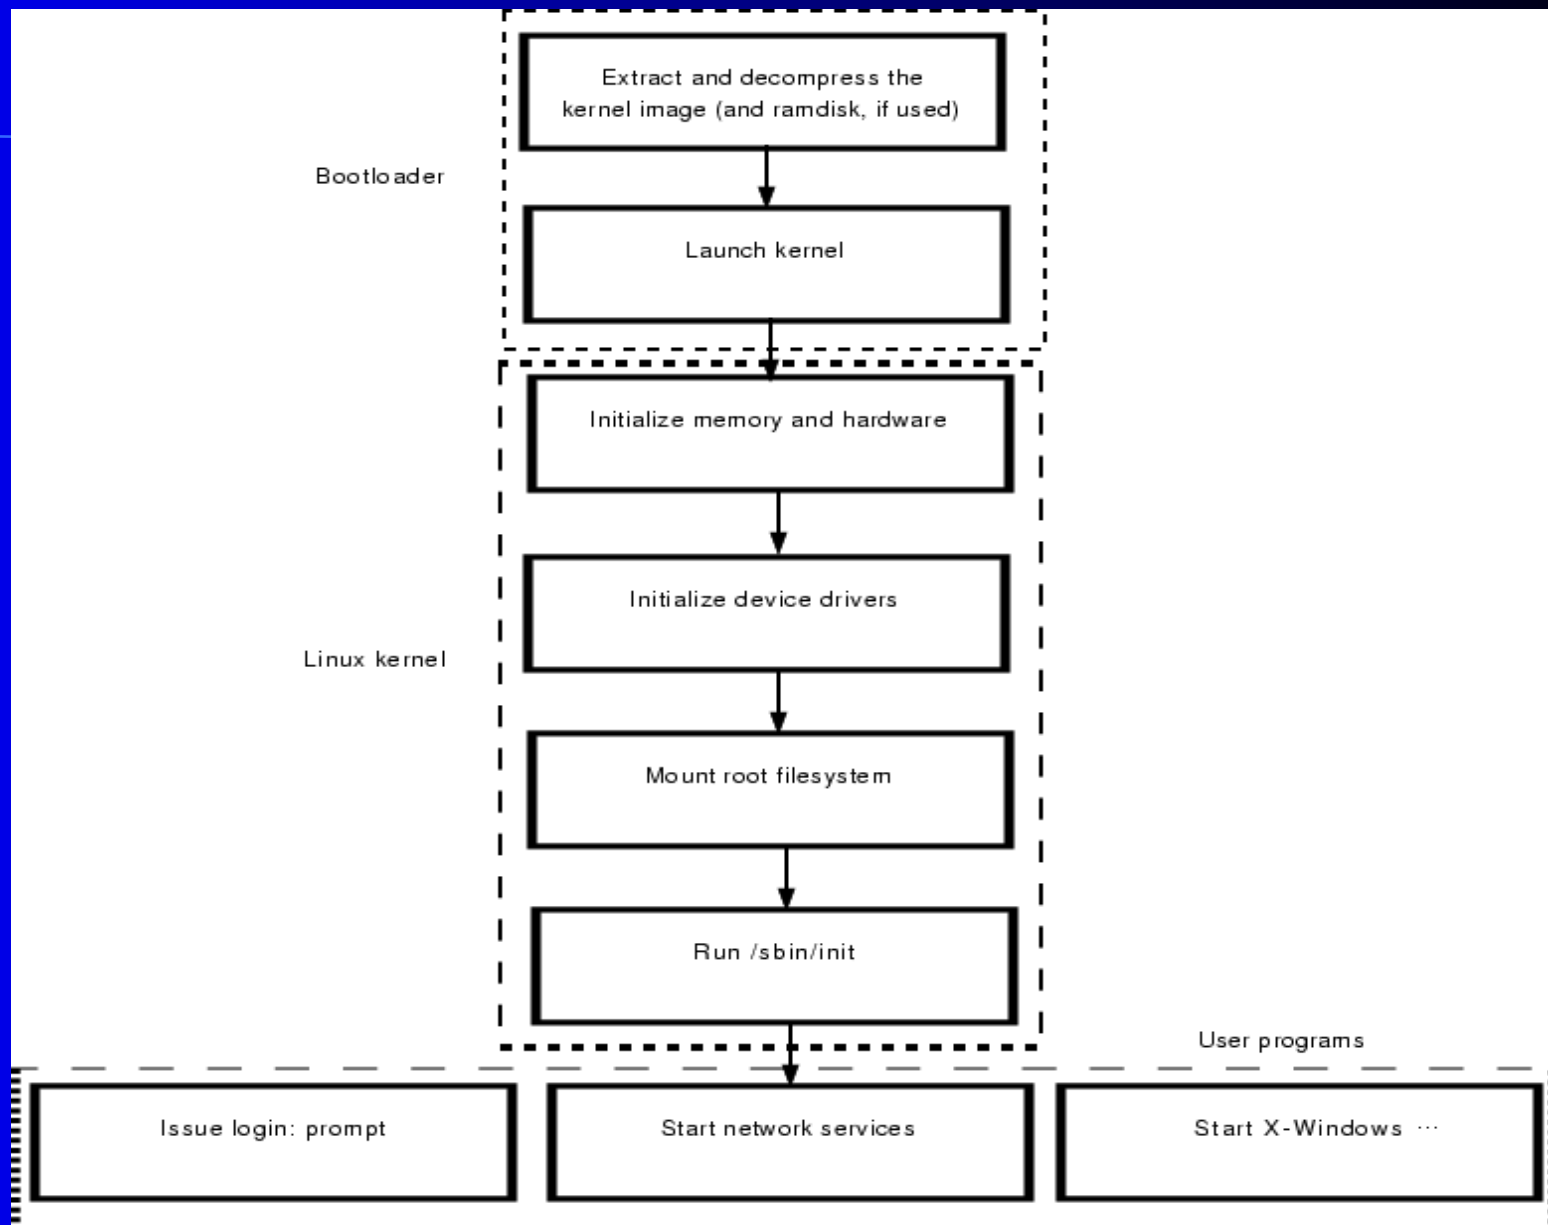 Extract and decompress the
kernel image (and ramdisk, if used)
Bootloader
Launch kernel
Initialize memory and hardware
Initialize device drivers
Linux kernel
Mount root filesystem
Run /sbin/init
User programs
Issue login: prompt
Start network services
Start X-Windows ...